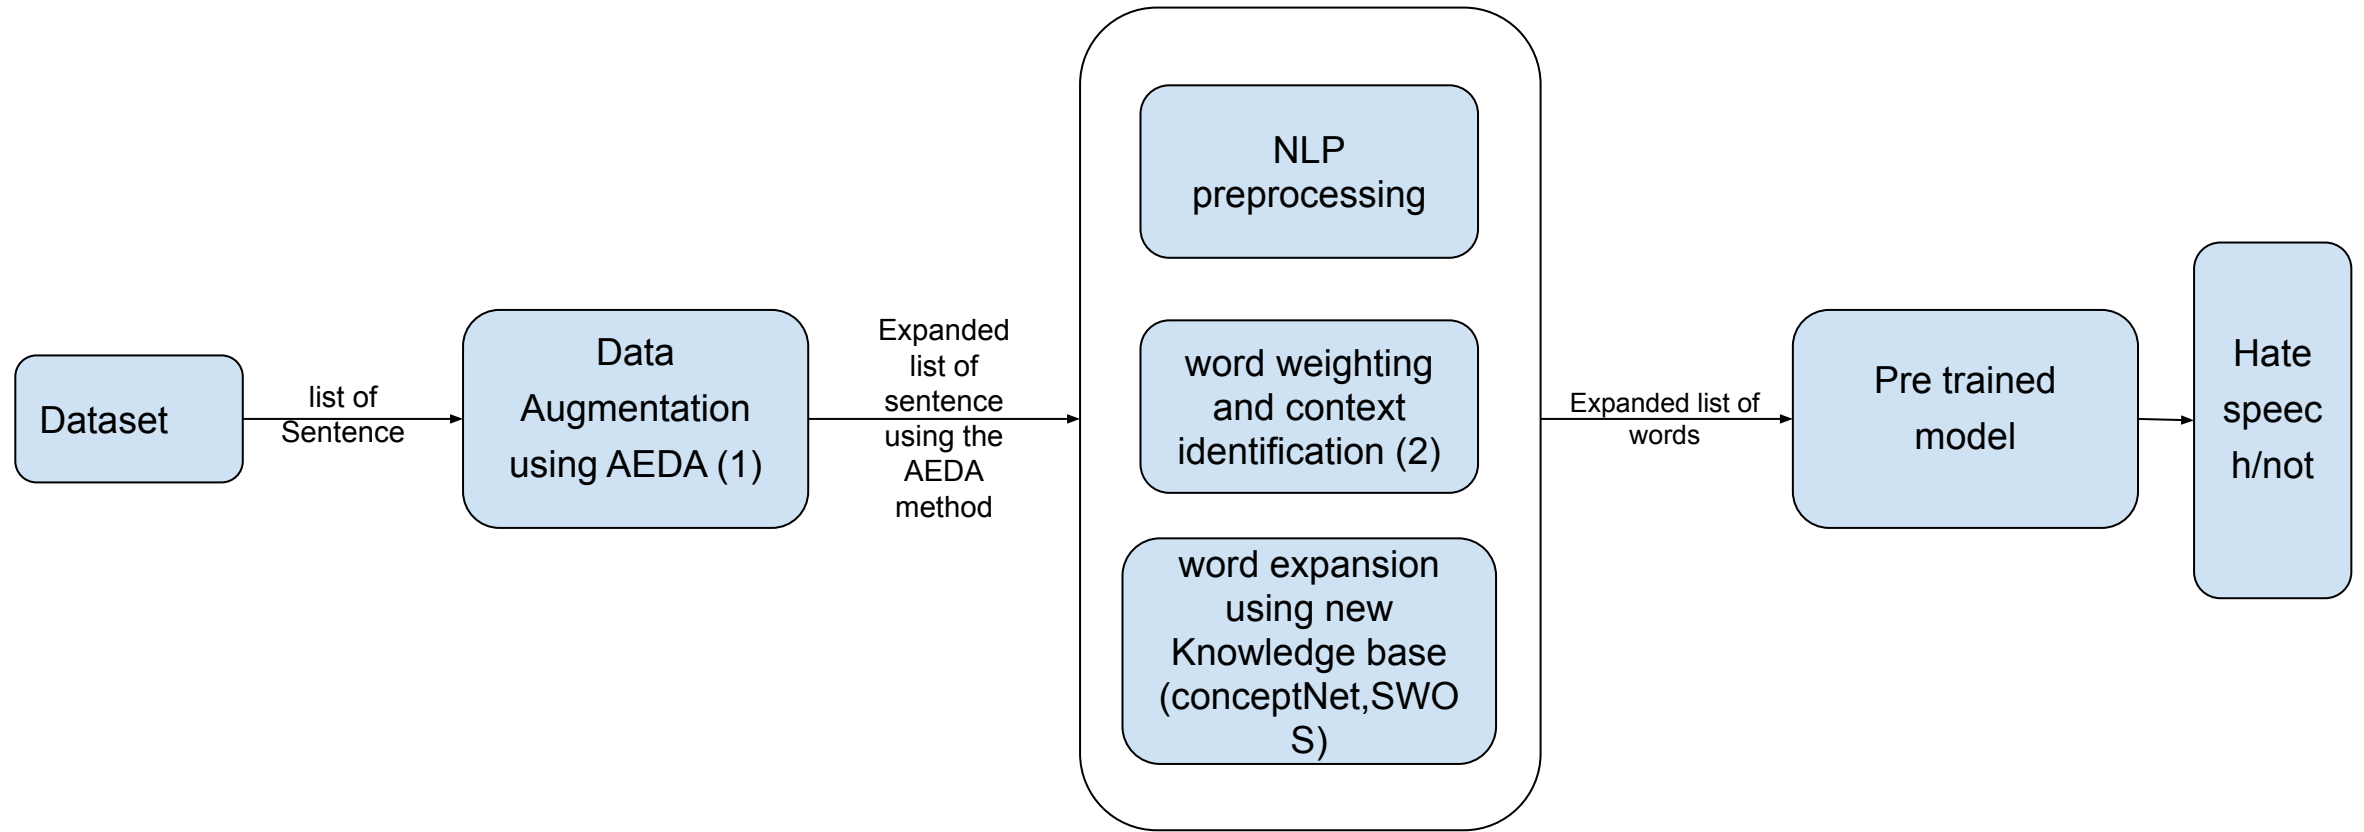 Dataset
list of
Sentence
Data
Augmentation
using AEDA (1)
Expanded
list of
sentence
using the
AEDA
method
NLP
preprocessing
word weighting
and context
identification (2)
word expansion
using new
Knowledge base
(conceptNet,SWO
S)
Expanded list of
words
Pre trained
model
Hate
speec
h/not